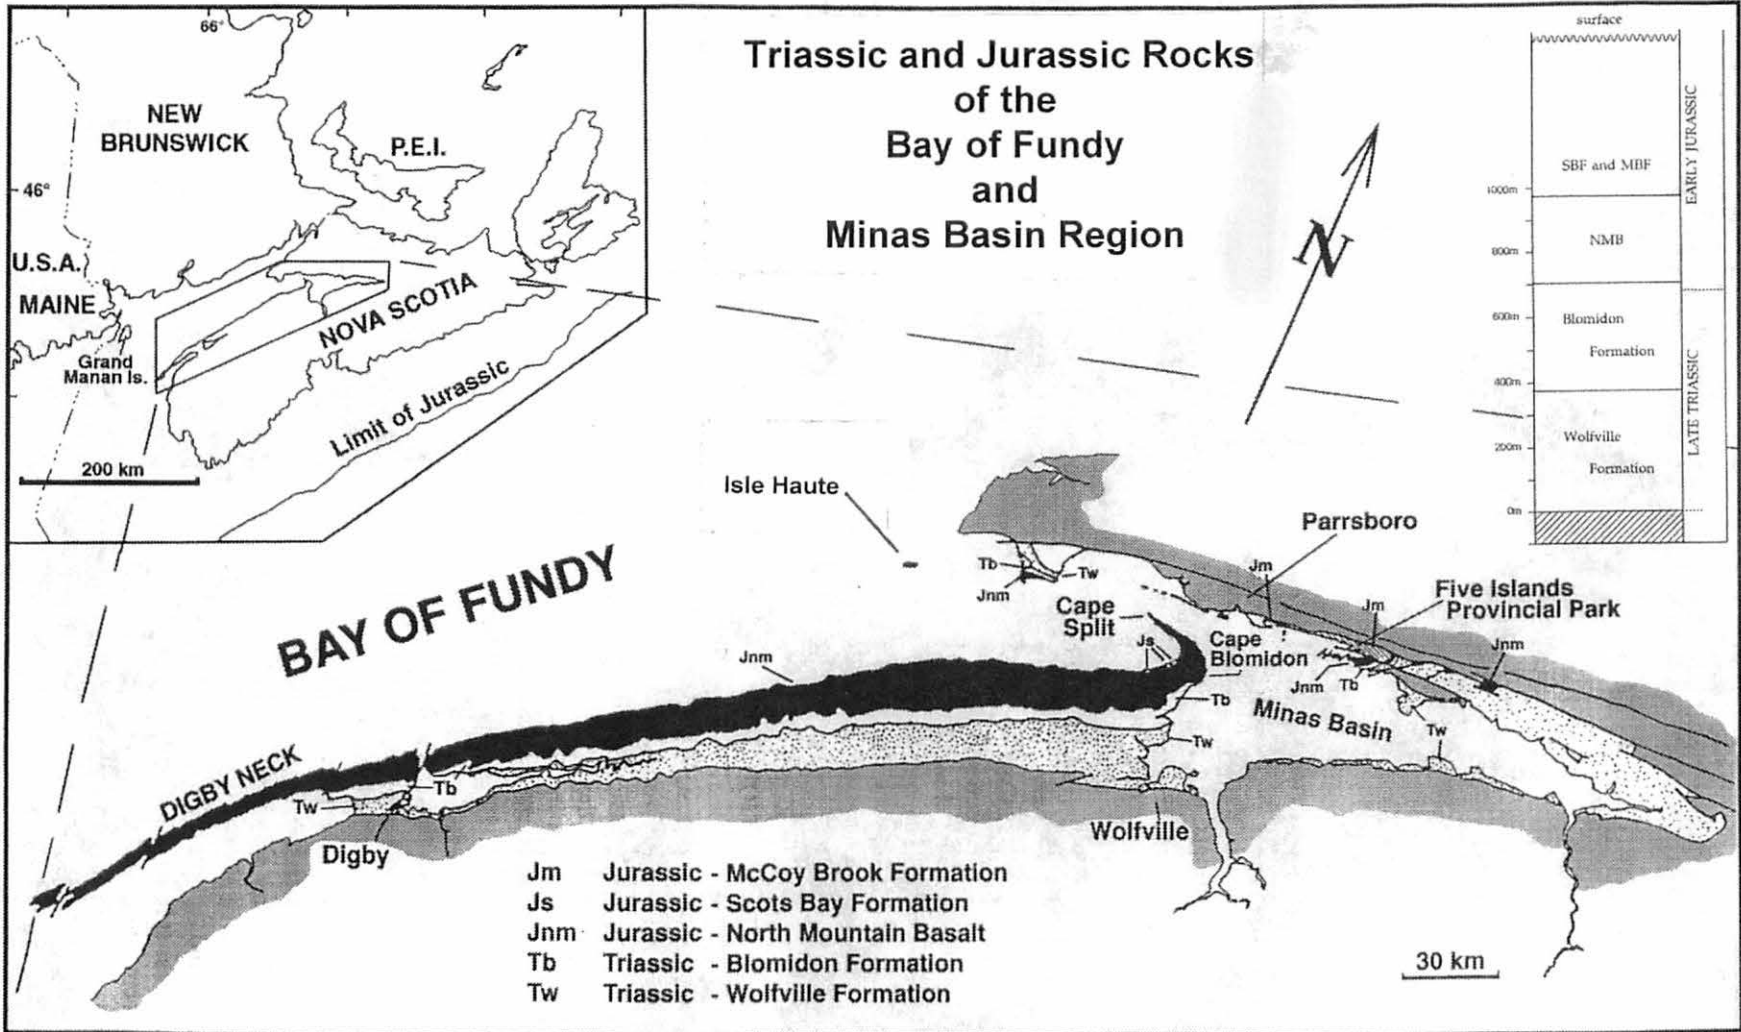 66°
NEW
BRUNSWICK
P.E.I.
46°
U.S.A.
MAINE
NOVA SCOTIA
Grand
Manan Is.
Limit of Jurassic
200 km
Triassic and Jurassic Rocks
of the
Bay of Fundy
and
Minas Basin Region
N
surface
SBF and MBF
1000m
NMB
800m
600m
Blomidon
Formation
400m
Wolfville
200m
Formation
0m
EARLY JURASSIC
LATE TRIASSIC
Isle Haute
Parrsboro
Tb
Tw
Jnm
Jm
Five Islands
Provincial Park
Jm
Cape
Split
Js
Cape
Blomidon
Jnm
Jnm
Tb
BAY OF FUNDY
Jnm
Tb
Minas Basin
Tw
Tw
DIGBY NECK
Tb
Tw
Digby
Wolfville
Jm Jurassic - McCoy Brook Formation
Js Jurassic - Scots Bay Formation
Jnm Jurassic - North Mountain Basalt
Tb Triassic - Blomidon Formation
Tw Triassic - Wolfville Formation
30 km